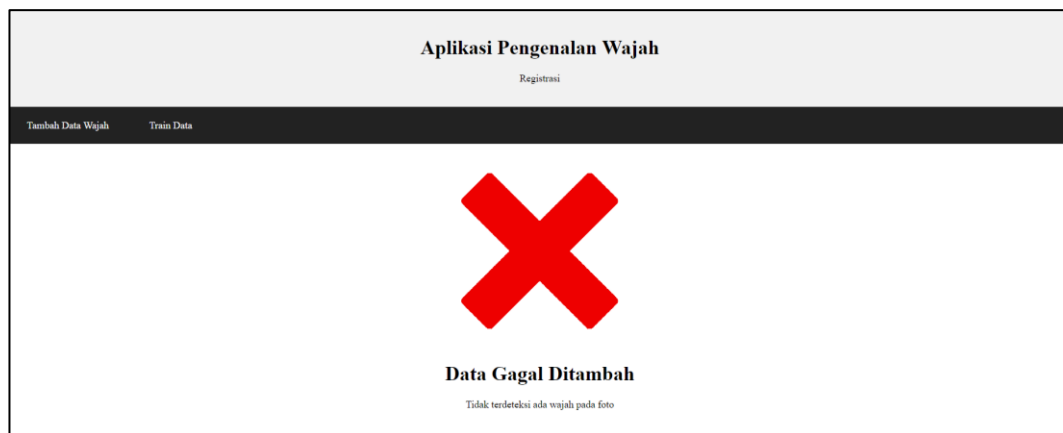 Aplikasi Pengenalan Wajah
Registrasi
Tambah Data Wajah Train Data
Data Gagal Ditambah
Tidak terdeteksi ada wajah pada foto